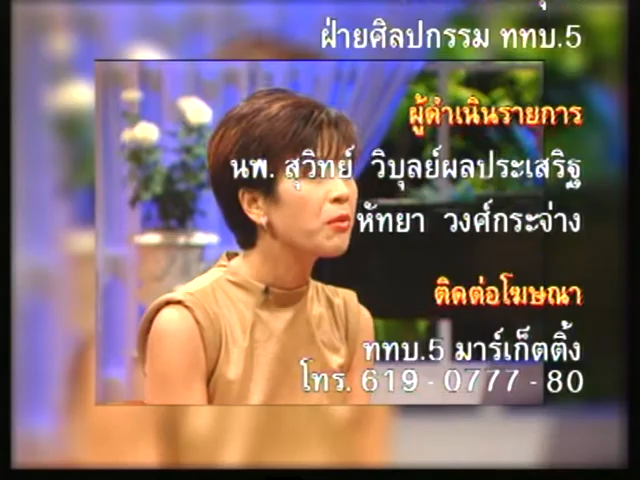 ฝ่ายศิลปกรรม ททบ.5
ผู้ดำเนินรายการ
นพ. สุวิทย์ วิบุลย์ผลประเสริฐ
หัทยา วงศ์กระจ่าง
ติดต่อโฆษณา
ททบ.5 มาร์เก็ตติ้ง
โทร. 619 - 0777 - 80